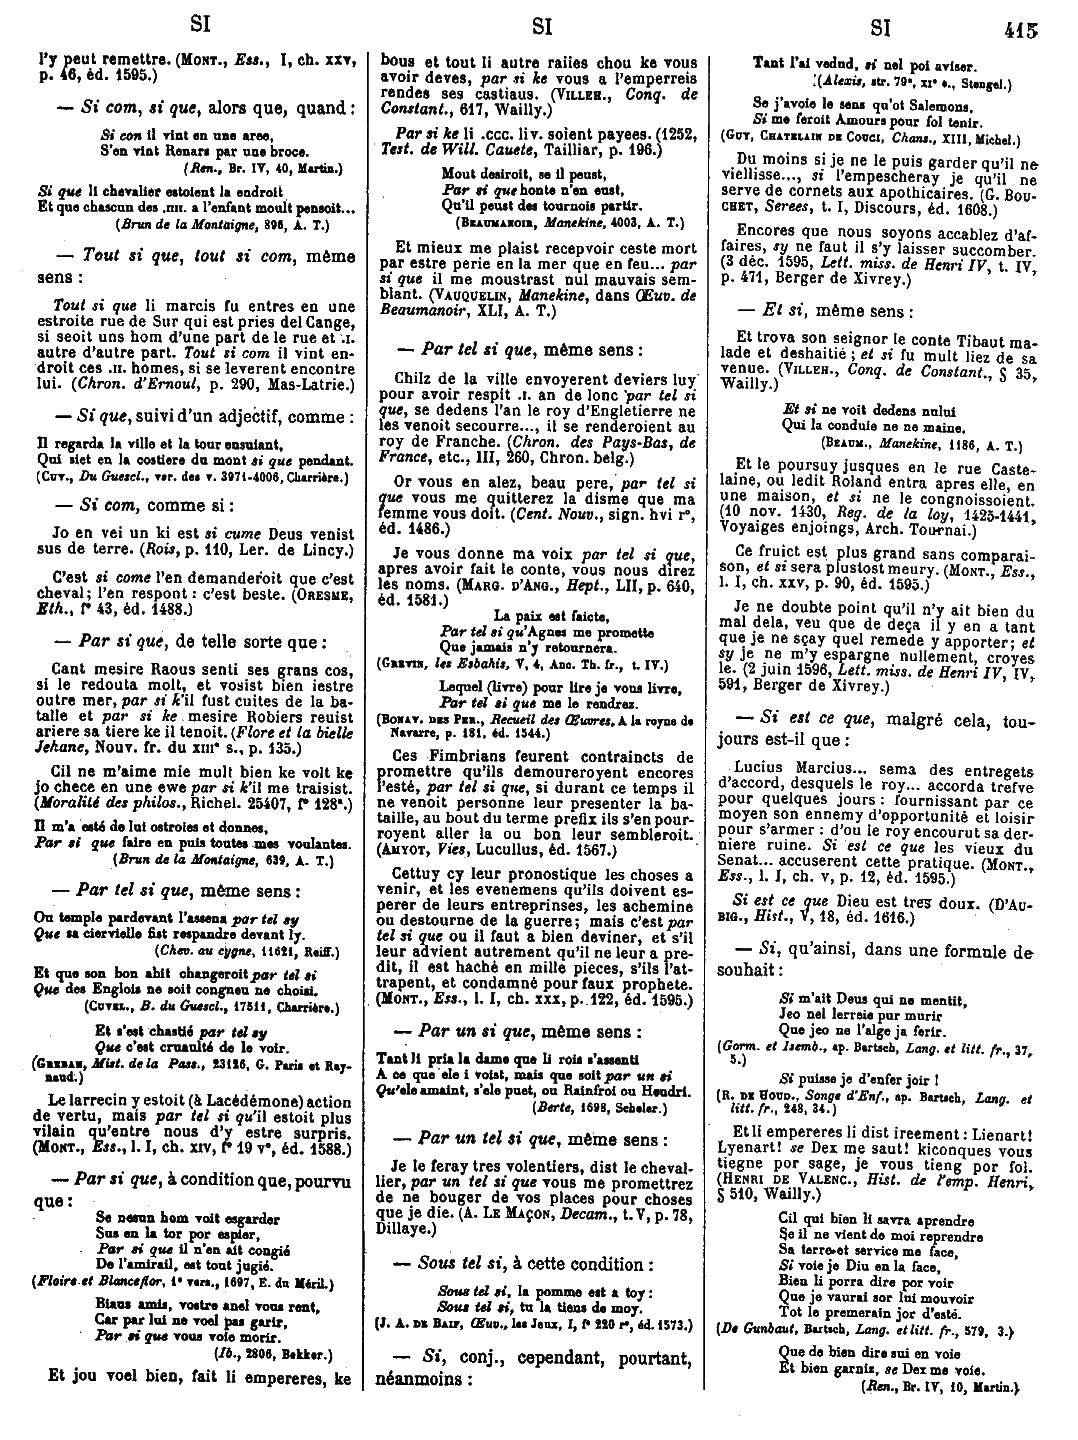 SI
SI
SI
415
l'y peut remettre. (MONT., Ess., I, ch. XXV,
p. 46, éd. 1595.)
— Si com, si que, alors que, quand :
Si con il vint en une aree,
S'en vint Renars par une broce.
(Ren., Br. IV, 40, Martin.)
Si que li chevalier estoient la endroit
Et que chascun des .IIII. a l'enfant moult pensoit...
(Brun de la Montaigne, 896, A. T.)
— Tout si que, tout si com, même
sens :
Tout si que li marcis fu entres en une
estroite rue de Sur qui est pries del Cange,
si seoit uns hom d'une part de le rue et .I.
autre d'autre part. Tout si com il vint en-
droit ces .II. homes, si se leverent encontre
lui. (Chron. d'Ernoul, p. 290, Mas-Latrie.)
— Si que, suivi d'un adjectif, comme :
Il regarda la ville et la tour ensuiant,
Qui siet en la costiere du mont si que pendant.
(CUV., Du Guescl., ver. des v. 3971-4006, Charrière.)
— Si com, comme si :
Jo en vei un ki est si cume Deus venist
sus de terre. (Rois, p. 110, Ler. de Lincy.)
C'est si come l'en demanderoit que c'est
cheval; l'en respont : c'est beste. (ORESME,
Eth., f° 43, éd. 1488.)
— Par si que, de telle sorte que :
Cant mesire Raous senti ses grans cos,
si le redouta molt, et vosist bien iestre
outre mer, par si k'il fust cuites de la ba-
talle et par si ke mesire Robiers reuist
ariere sa tiere ke il tenoit. (Flore et la bielle
Jehane, Nouv. fr. du XIIIe s., p. 135.)
Cil ne m'aime mie mult bien ke volt ke
jo chece en une ewe par si k'il me traisist.
(Moralité des philos., Richel. 25407, f° 128ª.)
Il m'a esté de lui ostroies et donnes,
Par si que faire en puis toutes mes voulantes.
(Brun de la Montaigne, 639, A. T.)
— Par tel si que, même sens :
Ou temple pardevant l'assena par tel sy
Que sa ciervielle fist respandre devant ly.
(Chev. au cygne, 11621, Reiff.)
Et que son bon abit changeroit par tel si
Que des Englois ne soit congneu ne choisi.
(CUVEL., B. du Guescl., 17511, Charrière.)
Et s'est chastié par tel sy
Que c'est cruaulté de le voir.
(GREBAN, Mist. de la Pass., 23126, G. Paris et Ray-
naud.)
Le larrecin y estoit (à Lacédémone) action
de vertu, mais par tel si qu'il estoit plus
vilain qu'entre nous d'y estre surpris.
(MONT., Ess., l. I, ch. XIV, f° 19 v°, éd. 1588.)
— Par si que, à condition que, pourvu
que :
Se nesun hom voit esgarder
Sus en la tor por espier,
Par si que il n'en ait congié
De l'amirail, est tout jugié.
(Floire et Blanceflor, 1e vers., 1697, E. du Méril.)
Biaus amis, vostre anel vous rent,
Car par lui ne voel pas garir,
Par si que vous voie morir.
(Ib., 2806, Bekker.)
Et jou voel bien, fait li empereres, ke
bous et tout li autre raiies chou ke vous
avoir deves, par si ke vous a l'emperreis
rendes ses castiaus. (VILLEH., Conq. de
Constant., 617, Wailly.)
Par si ke li .ccc. liv. soient payees. (1252,
Test. de Will. Cauete, Tailliar, p. 196.)
Mout desiroit, se il peust,
Par si que honte n'en eust,
Qu'il peust des tournois partir.
(BEAUMANOIR, Manekine, 4003, A. T.)
Et mieux me plaist recepvoir ceste mort
par estre perie en la mer que en feu... par
si que il me moustrast nul mauvais sem-
blant. (VAUQUELIN, Manekine, dans Œuv. de
Beaumanoir, XLI, A. T.)
— Par tel si que, même sens :
Chilz de la ville envoyerent deviers luy
pour avoir respit .I. an de lonc par tel si
que, se dedens l'an le roy d'Engletierre ne
les venoit secourre..., il se renderoient au
roy de Franche. (Chron. des Pays-Bas, de
France, etc., III, 260, Chron. belg.)
Or vous en alez, beau pere, par tel si
que vous me quitterez la disme que ma
femme vous doit. (Cent. Nouv., sign. hvi r°,
éd. 1486.)
Je vous donne ma voix par tel si que,
apres avoir fait le conte, vous nous direz
les noms. (MARG. D'ANG., Hept., LII, p. 640,
éd. 1581.)
La paix est faicte,
Par tel si qu'Agnes me promette
Que jamais n'y retournera.
(GREVIN, les Esbahis, V, 4, Anc. Th. fr., t. IV.)
Lequel (livre) pour lire je vous livre,
Par tel si que me le rendrez.
(BONAV. DES PER., Recueil des Œuvres, A la royne de
Navarre, p. 181, éd. 1544.)
Ces Fimbrians feurent contraincts de
promettre qu'ils demoureroyent encores
l'esté, par tel si que, si durant ce temps il
ne venoit personne leur presenter la ba-
taille, au bout du terme prefix ils s'en pour-
royent aller la ou bon leur sembleroit.
(AMYOT, Vies, Lucullus, éd. 1567.)
Cettuy cy leur pronostique les choses a
venir, et les evenemens qu'ils doivent es-
perer de leurs entreprinses, les achemine
ou destourne de la guerre; mais c'est par
tel si que ou il faut a bien deviner, et s'il
leur advient autrement qu'il ne leur a pre-
dit, il est haché en mille pieces, s'ils l'at-
trapent, et condamné pour faux prophete.
(MONT., Ess., l. I, ch. XXX, p. 122, éd. 1595.)
— Par un si que, même sens :
Tant li pria la dame que li rois s'assenti
A ce que ele i voist, mais que soit par un si
Qu'ele amaint, s'ele puet, ou Rainfroi ou Heudri.
(Berte, 1698, Scheler.)
— Par un tel si que, même sens :
Je le feray tres volentiers, dist le cheval-
lier, par un tel si que vous me promettrez
de ne bouger de vos places pour choses
que je die. (A. LE MAÇON, Decam., t. V, p. 78,
Dillaye.)
— Sous tel si, à cette condition :
Sous tel si, la pomme est a toy :
Sous tel si, tu la tiens de moy.
(J. A. DE BAIF, Œuv., les Jeux, I, f° 220 r°, éd. 1573.)
— Si, conj., cependant, pourtant,
néanmoins :
Tant l'ai vedud, si nel poi aviser.
(Alexis, str. 79e, XIe s., Stengel.)
Se j'avoie le sens qu'ot Salemons,
Si me feroit Amours pour fol tenir.
(GUY, CHATELAIN DE COUCI, Chans., XIII, Michel.)
Du moins si je ne le puis garder qu'il ne
viellisse..., si l'empescheray je qu'il ne
serve de cornets aux apothicaires. (G. BOU-
CHET, Serees, t. I, Discours, éd. 1608.)
Encores que nous soyons accablez d'af-
faires, sy ne faut il s'y laisser succomber.
(3 déc. 1595, Lett. miss. de Henri IV, t. IV,
p. 471, Berger de Xivrey.)
— Et si, même sens :
Et trova son seignor le conte Tibaut ma-
lade et deshaitié; et si fu mult liez de sa
venue. (VILLEH., Conq. de Constant., § 35,
Wailly.)
Et si ne voit dedens nului
Qui la conduie ne ne maine.
(BEAUM., Manekine, 1186, A. T.)
Et le poursuy jusques en le rue Caste-
laine, ou ledit Roland entra apres elle, en
une maison, et si ne le congnoissoient.
(10 nov. 1430, Reg. de la loy, 1423-1441,
Voyaiges enjoings, Arch. Tournai.)
Ce fruict est plus grand sans comparai-
son, et si sera plustost meury. (MONT., Ess.,
l. I, ch. XXV, p. 90, éd. 1595.)
Je ne doubte point qu'il n'y ait bien du
mal dela, veu que de deça il y en a tant
que je ne sçay quel remede y apporter; et
sy je ne m'y espargne nullement, croyes
le. (2 juin 1596, Lett. miss. de Henri IV, IV,
591, Berger de Xivrey.)
— Si est ce que, malgré cela, tou-
jours est-il que :
Lucius Marcius... sema des entregets
d'accord, desquels le roy... accorda trefve
pour quelques jours : fournissant par ce
moyen son ennemy d'opportunité et loisir
pour s'armer : d'ou le roy encourut sa der-
niere ruine. Si est ce que les vieux du
Senat... accuserent cette pratique. (MONT.,
Ess., l. I, ch. V, p. 12, éd. 1595.)
Si est ce que Dieu est tres doux. (D'AU-
BIG., Hist., V, 18, éd. 1616.)
— Si, qu'ainsi, dans une formule de
souhait :
Si m'ait Deus qui ne mentit,
Jeo nel lerreie pur murir
Que jeo ne l'alge ja ferir.
(Gorm. et Isemb., ap. Bartsch, Lang. et litt. fr., 37,
5.)
Si puisse je d'enfer joir !
(R. DE HOUD., Songe d'Enf., ap. Bartsch, Lang. et
litt. fr., 248, 34.)
Et li empereres li dist ireement : Lienart!
Lyenart! se Dex me saut! kiconques vous
tiegne por sage, je vous tieng por fol.
(HENRI DE VALENC., Hist. de l'emp. Henri,
§ 510, Wailly.)
Cil qui bien li savra aprendre
Se il ne vient de moi reprendre
Sa terre et service me face,
Si voie je Diu en la face,
Bien li porra dire por voir
Que je vaurai sor lui mouvoir
Tot le premerain jor d'esté.
(De Gunbaut, Bartsch, Lang. et litt. fr., 579, 3.)
Que de bien dire sui en voie
Et bien garniz, se Dex me voie.
(Ren., Br. IV, 10, Martin.)